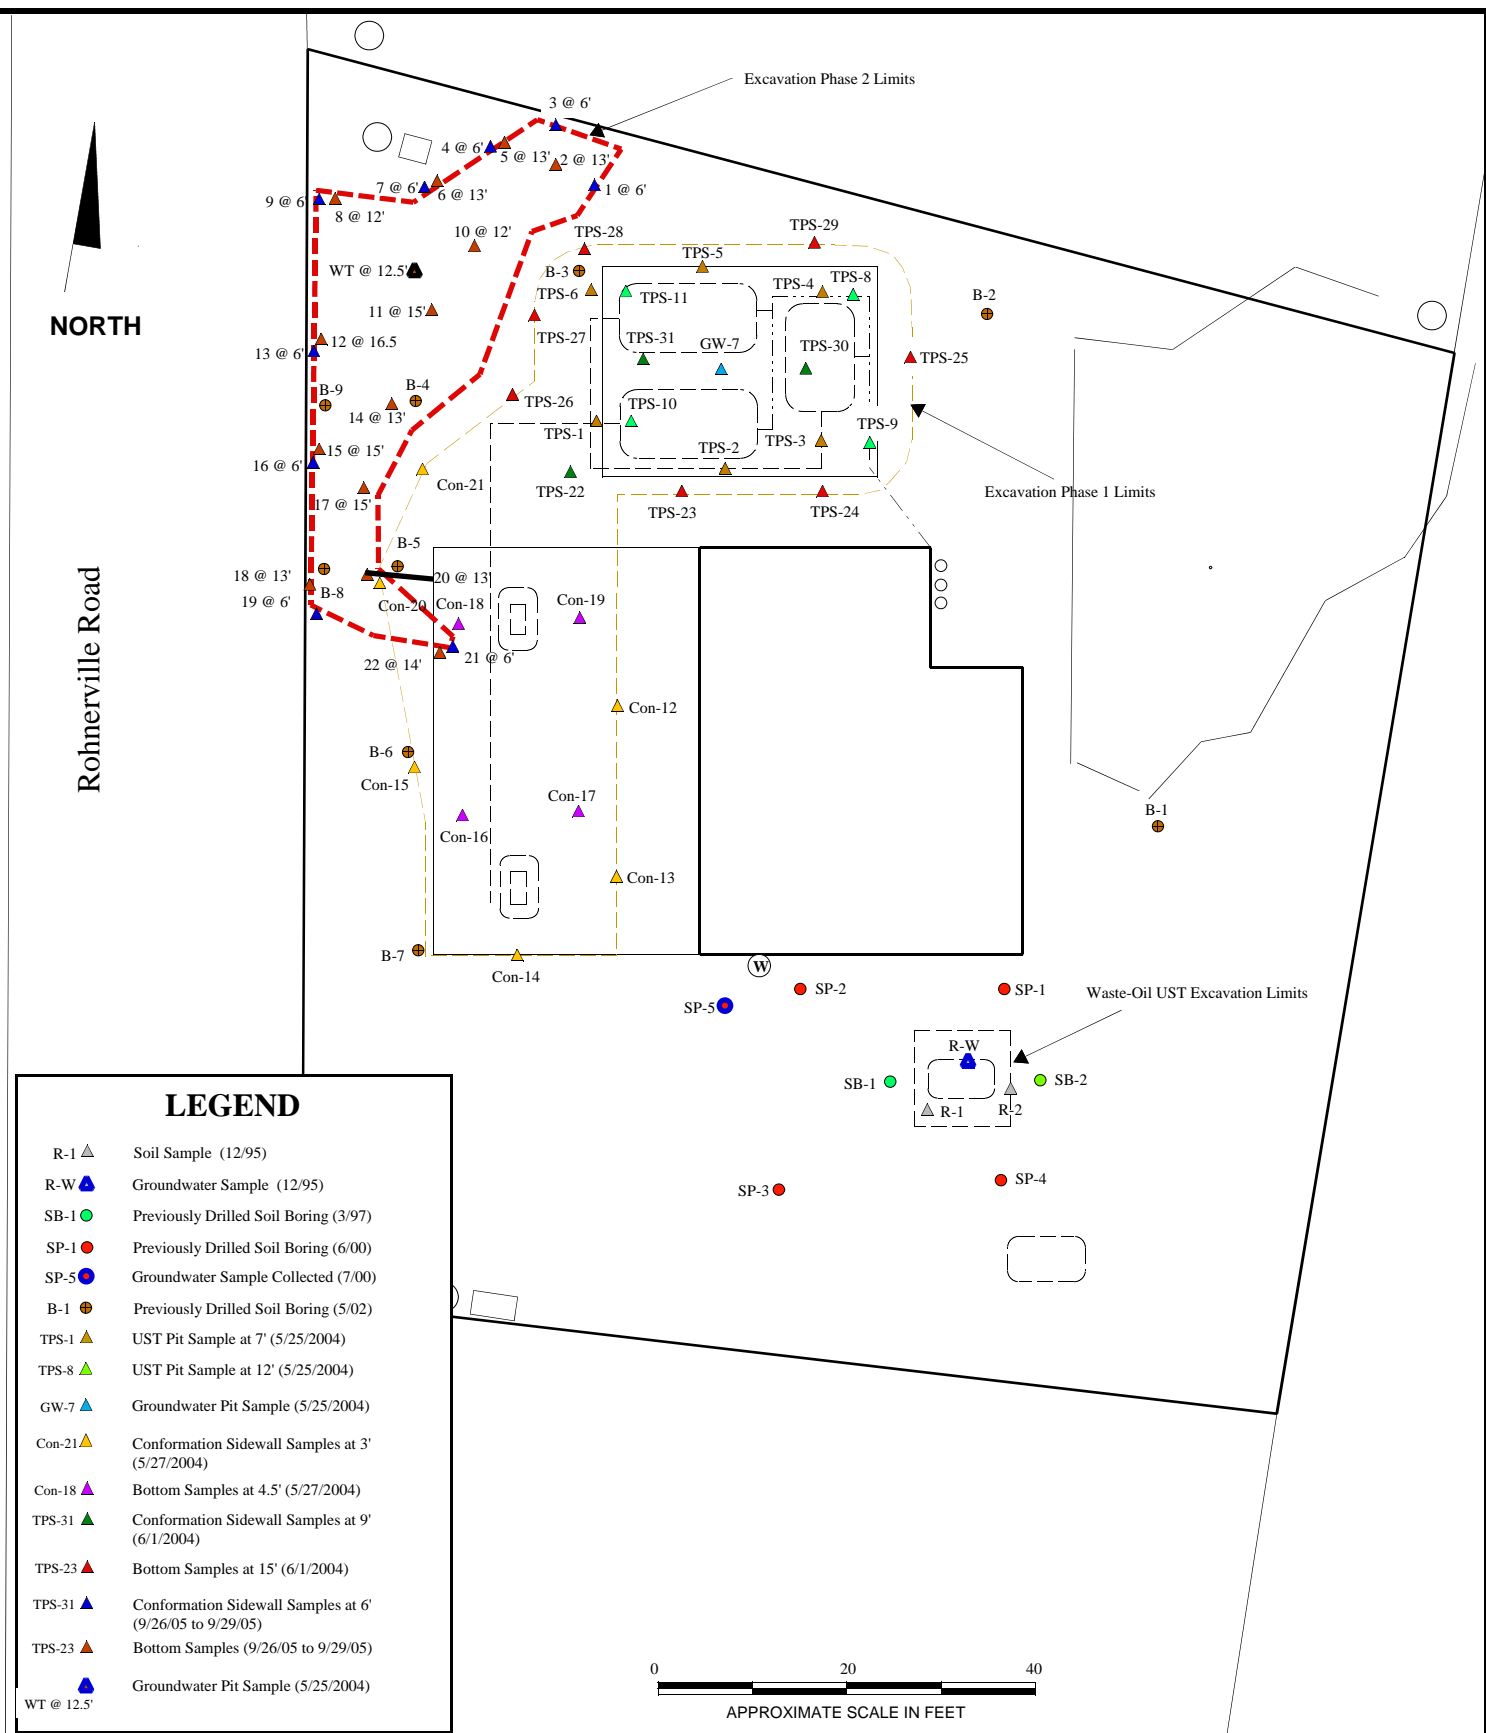 Excavation Phase 2 Limits
3 @ 6'
4 @ 6'
5 @ 13'
2 @ 13'
7 @ 6'
6 @ 13'
1 @ 6'
9 @ 6'
8 @ 12'
10 @ 12'
TPS-28
TPS-29
TPS-5
WT @ 12.5'
B-3
TPS-6
TPS-11
TPS-4
TPS-8
B-2
11 @ 15'
NORTH
TPS-27
TPS-31
GW-7
TPS-30
TPS-25
12 @ 16.5
13 @ 6'
B-9
B-4
14 @ 13'
TPS-26
TPS-10
TPS-1
TPS-3
TPS-9
TPS-2
15 @ 15'
16 @ 6'
Con-21
TPS-22
17 @ 15'
TPS-23
TPS-24
Excavation Phase 1 Limits
B-5
18 @ 13'
B-8
20 @ 13'
19 @ 6'
Con-20
Con-18
Con-19
22 @ 14'
21 @ 6'
Rohnerville Road
Con-12
B-6
Con-15
Con-17
Con-16
B-1
Con-13
B-7
Con-14
W
SP-5
SP-2
SP-1
Waste-Oil UST Excavation Limits
R-W
SB-1
SB-2
R-1
R-2
SP-3
SP-4
LEGEND
R-1 Soil Sample (12/95)
R-W Groundwater Sample (12/95)
SB-1 Previously Drilled Soil Boring (3/97)
SP-1 Previously Drilled Soil Boring (6/00)
SP-5 Groundwater Sample Collected (7/00)
B-1 Previously Drilled Soil Boring (5/02)
TPS-1 UST Pit Sample at 7' (5/25/2004)
TPS-8 UST Pit Sample at 12' (5/25/2004)
GW-7 Groundwater Pit Sample (5/25/2004)
Con-21 Conformation Sidewall Samples at 3'
(5/27/2004)
Con-18 Bottom Samples at 4.5' (5/27/2004)
TPS-31 Conformation Sidewall Samples at 9'
(6/1/2004)
TPS-23 Bottom Samples at 15' (6/1/2004)
TPS-31 Conformation Sidewall Samples at 6'
(9/26/05 to 9/29/05)
TPS-23 Bottom Samples (9/26/05 to 9/29/05)
Groundwater Pit Sample (5/25/2004)
WT @ 12.5'
0 20 40
APPROXIMATE SCALE IN FEET